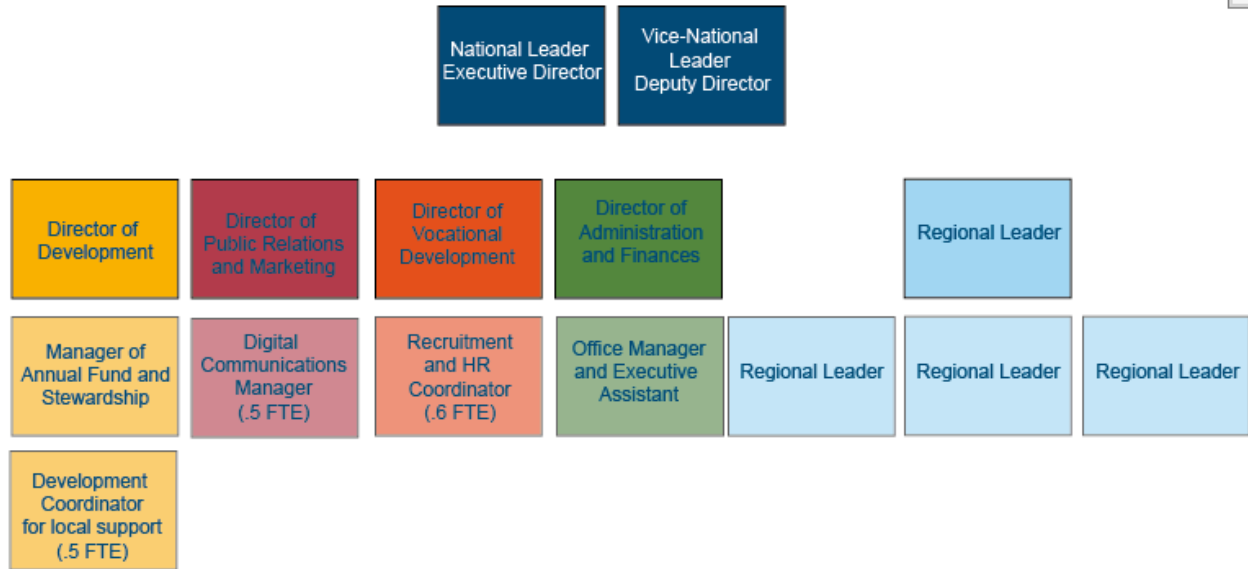 National Leader
Executive Director
Vice-National
Leader
Deputy Director
Director of
Development
Director of
Public Relations
and Marketing
Director of
Vocational
Development
Director of
Administration
and Finances
Regional Leader
Manager of
Annual Fund and
Stewardship
Digital
Communications
Manager
(.5 FTE)
Recruitment
and HR
Coordinator
(.6 FTE)
Office Manager
and Executive
Assistant
Regional Leader
Regional Leader
Regional Leader
Development
Coordinator
for local support
(.5 FTE)